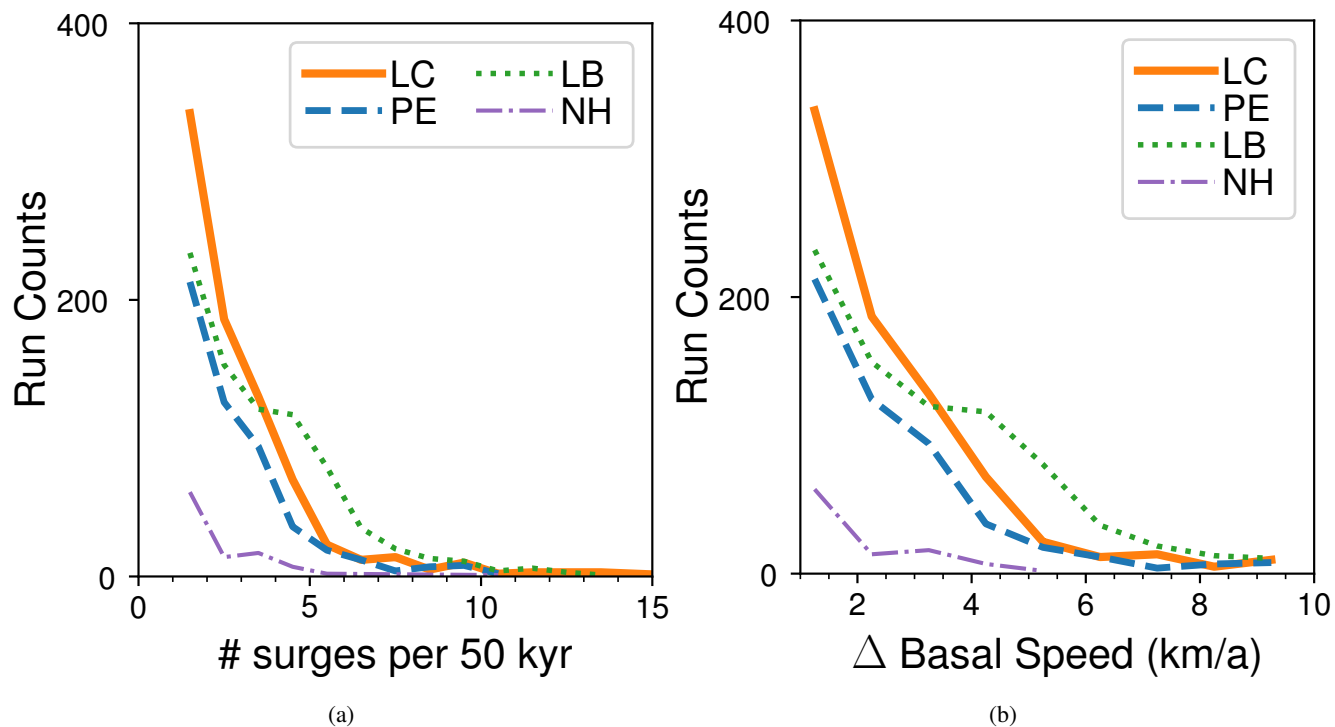 400
200
0
Run Counts
LC
PE
LB
NH
0
5
10
15
# surges per 50 kyr
(a)
400
200
0
Run Counts
LC
PE
LB
NH
2
4
6
8
10
Δ Basal Speed (km/a)
(b)